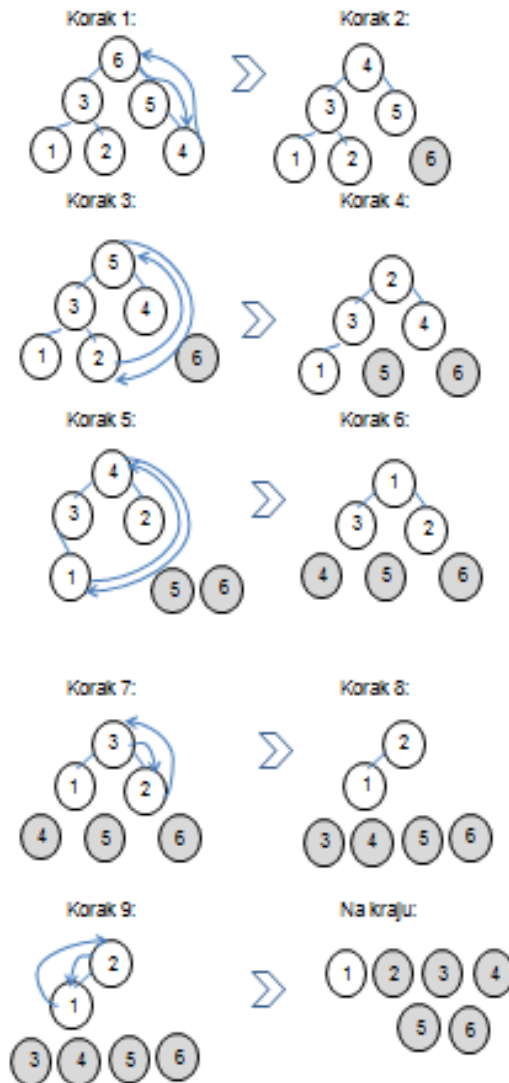 Korak 1: Korak 2:
6 4
3 5 3 5
1 2 4 1 2 6
Korak 3: Korak 4:
5 2
3 4 3 4
1 2 6 1 5 6
Korak 5: Korak 6:
4 1
3 2 3 2
1 5 6 4 5 6
Korak 7: Korak 8:
3 2
1 2 1
4 5 6 3 4 5 6
Korak 9: Na kraju:
2 1 2 3 4
1 5 6
3 4 5 6